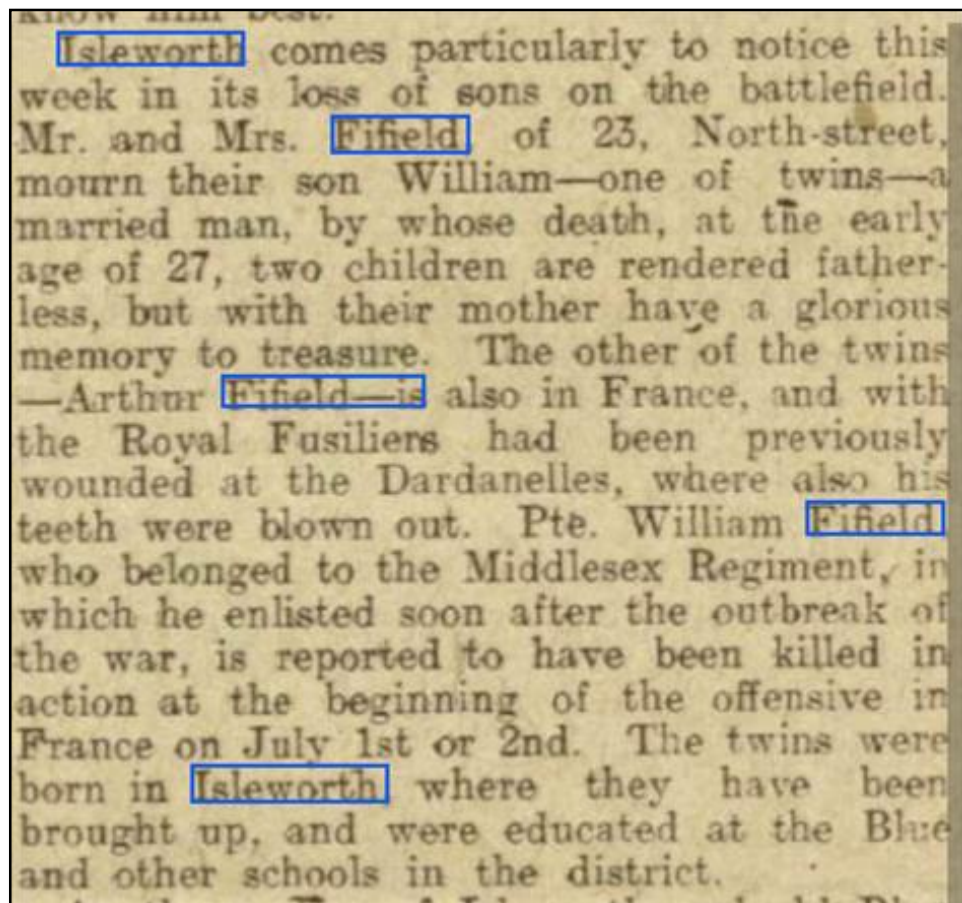 know him best.
Isleworth comes particularly to notice this
week in its loss of sons on the battlefield.
Mr. and Mrs. Fifield of 23, North-street,
mourn their son William—one of twins—a
married man, by whose death, at the early
age of 27, two children are rendered father-
less, but with their mother have a glorious
memory to treasure. The other of the twins
—Arthur Fifield—is also in France, and with
the Royal Fusiliers had been previously
wounded at the Dardanelles, where also his
teeth were blown out. Pte. William Fifield
who belonged to the Middlesex Regiment, in
which he enlisted soon after the outbreak of
the war, is reported to have been killed in
action at the beginning of the offensive in
France on July 1st or 2nd. The twins were
born in Isleworth where they have been
brought up, and were educated at the Blue
and other schools in the district.